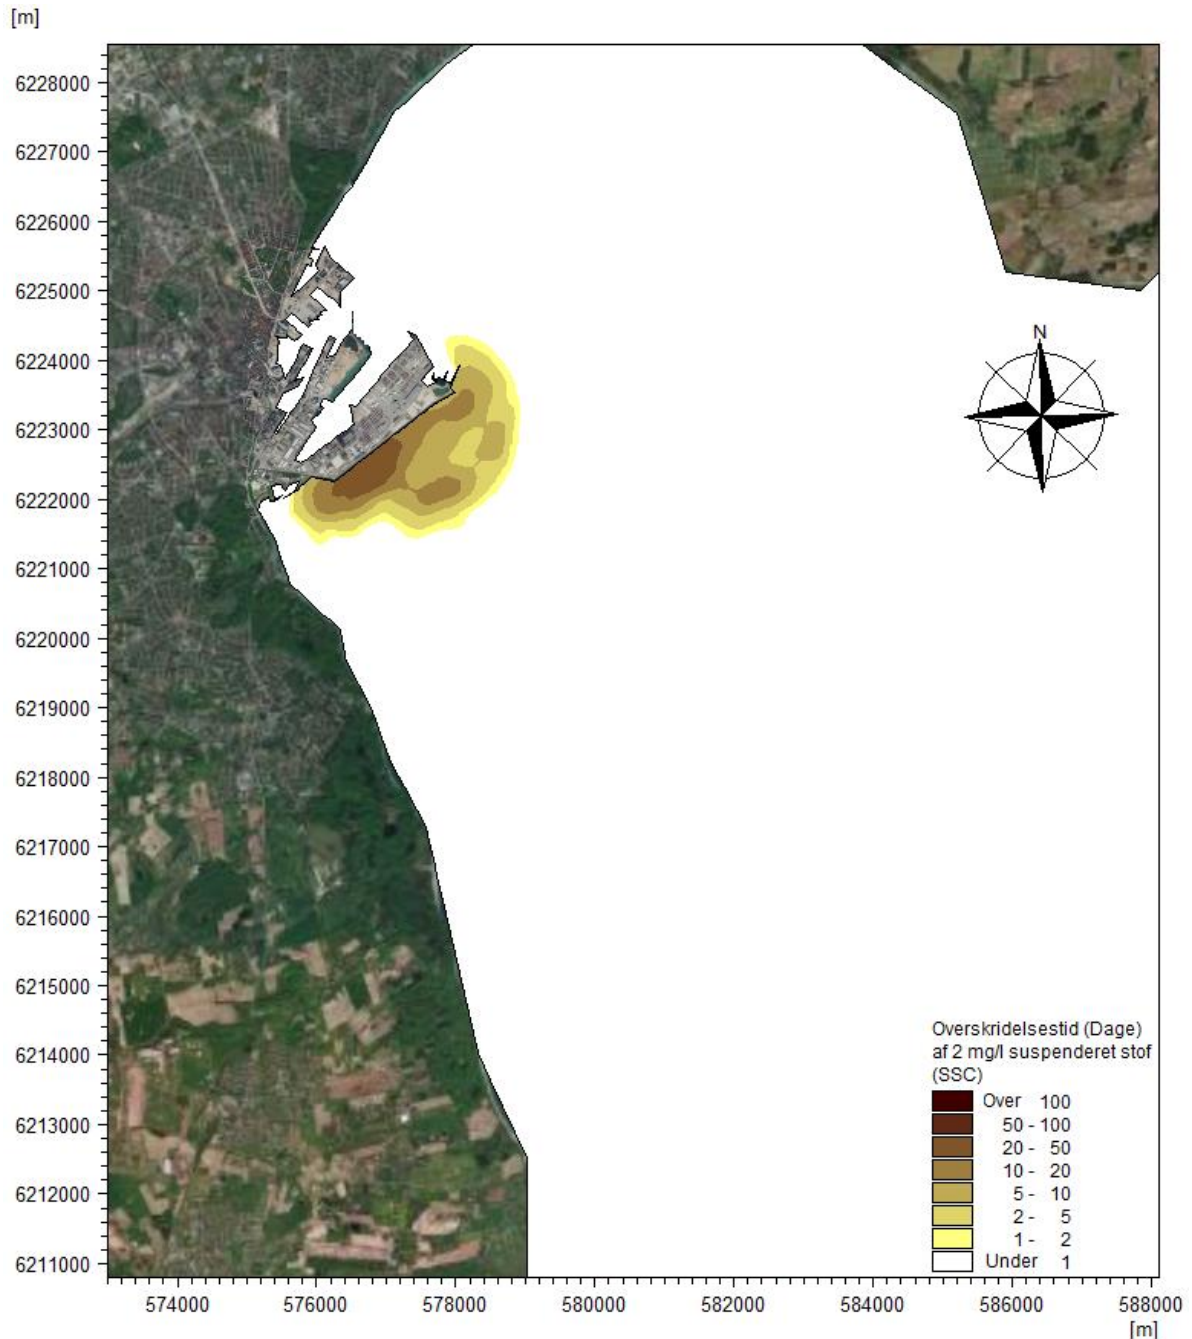 [m]
6228000
6227000
6226000
6225000
6224000
6223000
6222000
6221000
6220000
6219000
6218000
6217000
6216000
6215000
6214000
6213000
6212000
6211000
N
Overskridelsestid (Dage)
af 2 mg/l suspenderet stof
(SSC)
Over 100
50 - 100
20 - 50
10 - 20
5 - 10
2 - 5
1 - 2
Under 1
574000 576000 578000 580000 582000 584000 586000 588000
[m]